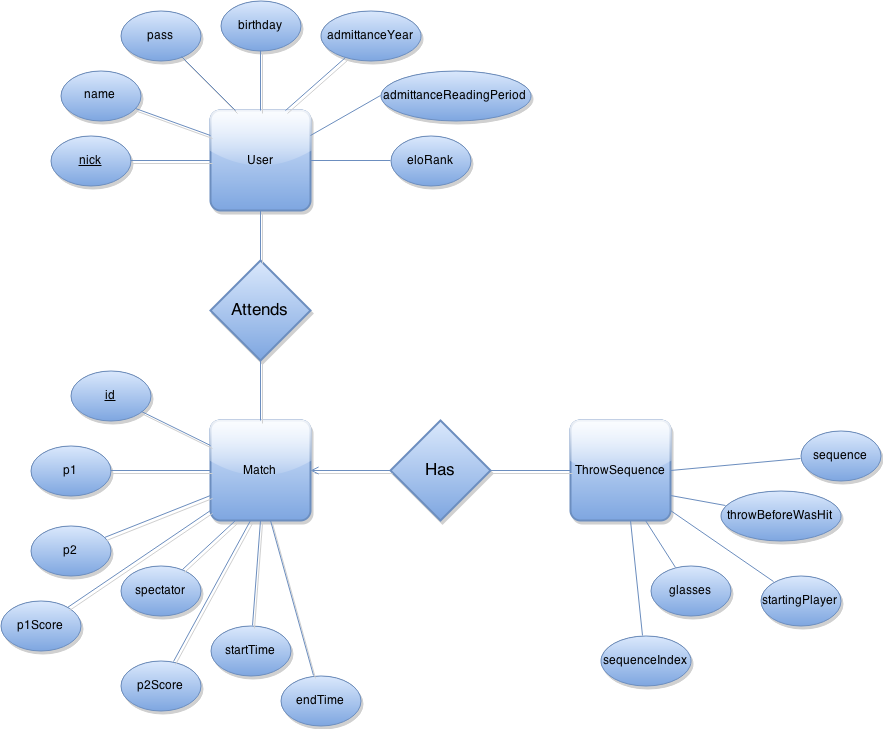 birthday
pass
admittanceYear
name
admittanceReadingPeriod
nick
User
eloRank
Attends
id
p1
Match
Has
ThrowSequence
sequence
throwBeforeWasHit
p2
spectator
glasses
startingPlayer
p1Score
startTime
sequenceIndex
p2Score
endTime